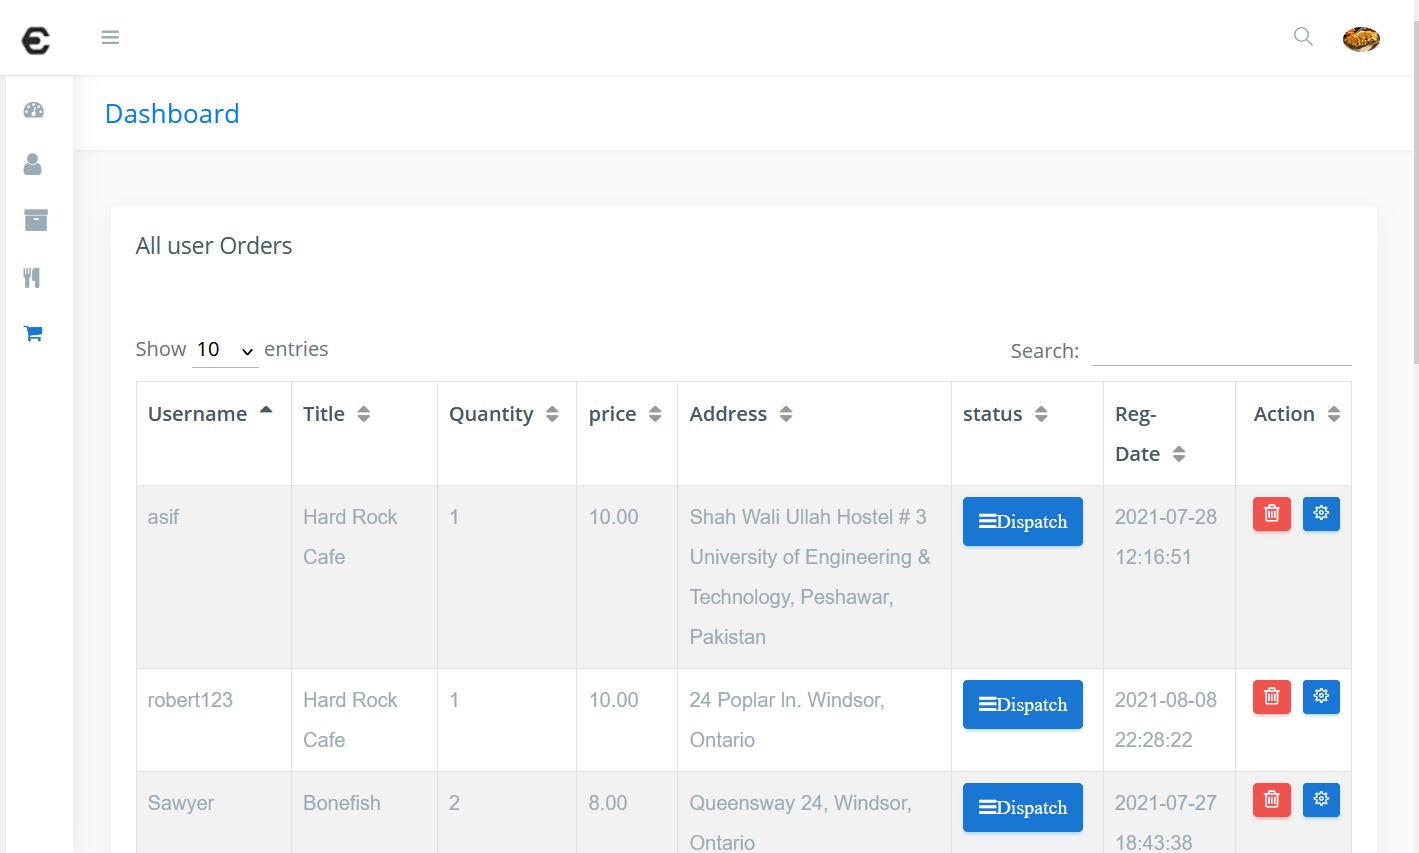 Dashboard
All user Orders
Show 10 entries
Search:
Username Title Quantity price Address status Reg-
Date Action
asif Hard Rock
Cafe 1 10.00 Shah Wali Ullah Hostel # 3
University of Engineering &
Technology, Peshawar,
Pakistan Dispatch 2021-07-28
12:16:51
robert123 Hard Rock
Cafe 1 10.00 24 Poplar ln. Windsor,
Ontario Dispatch 2021-08-08
22:28:22
Sawyer Bonefish 2 8.00 Queensway 24, Windsor,
Ontario Dispatch 2021-07-27
18:43:38